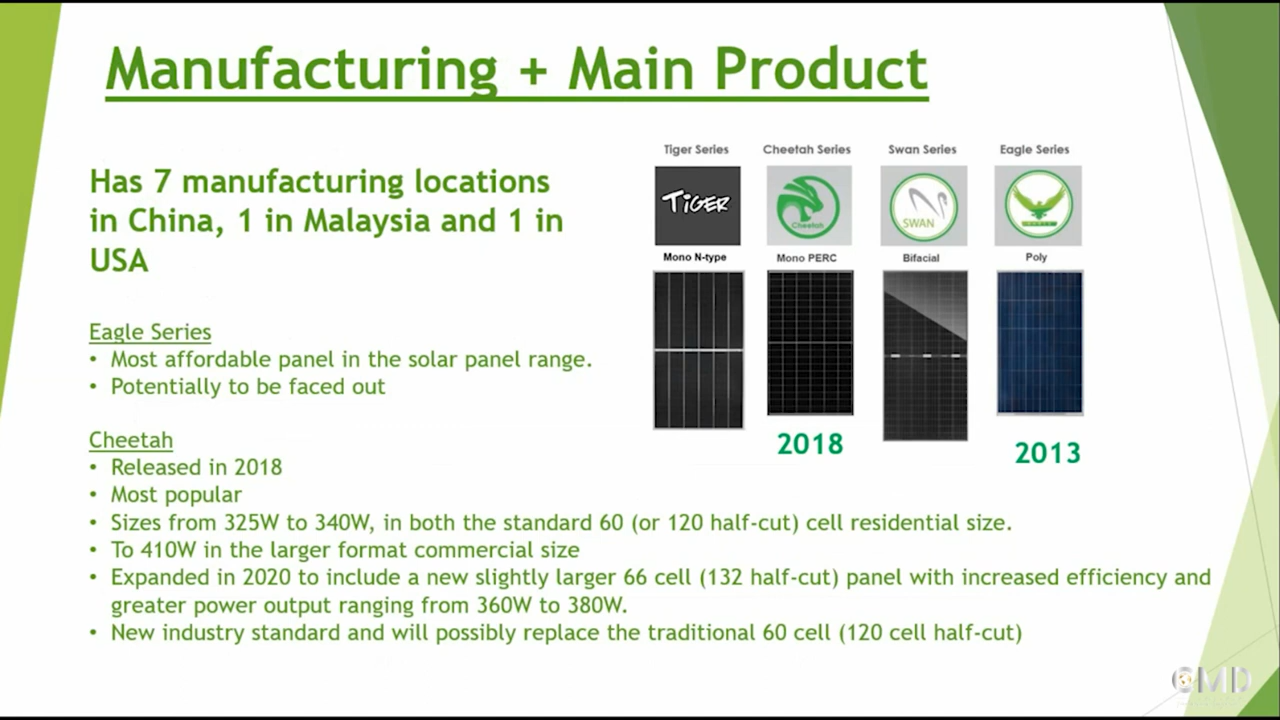 Manufacturing + Main Product
Has 7 manufacturing locations
in China, 1 in Malaysia and 1 in
USA
Tiger Series
Cheetah Series
Swan Series
Eagle Series
TiGER
Cheetah
SWAN
Mono N-type
Mono PERC
Bifacial
Poly
2018
2013
Eagle Series
• Most affordable panel in the solar panel range.
• Potentially to be faced out
Cheetah
• Released in 2018
• Most popular
• Sizes from 325W to 340W, in both the standard 60 (or 120 half-cut) cell residential size.
• To 410W in the larger format commercial size
• Expanded in 2020 to include a new slightly larger 66 cell (132 half-cut) panel with increased efficiency and
greater power output ranging from 360W to 380W.
• New industry standard and will possibly replace the traditional 60 cell (120 cell half-cut)